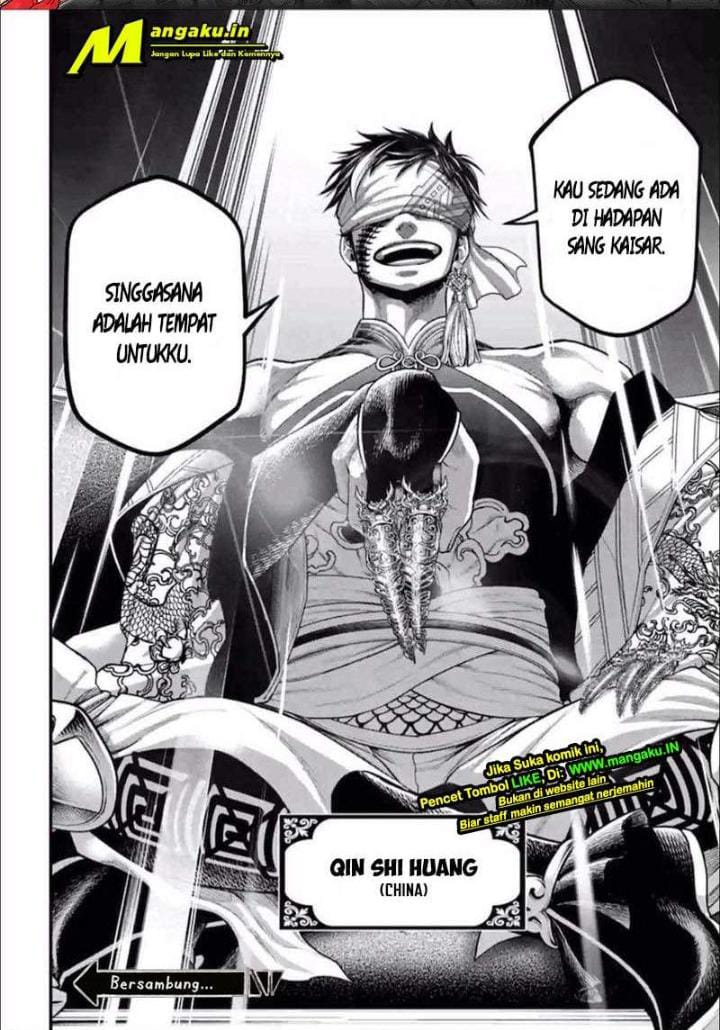 Mangaku.in
Jangan Lupa Like dan Komennya
KAU SEDANG ADA
DI HADAPAN
SANG KAISAR.
SINGGASANA
ADALAH TEMPAT
UNTUKKU.
Jika Suka komik ini,
Pencet Tombol LIKE, Di: WWW.mangaku.IN
Bukan di website lain
Biar staff makin semangat nerjemahin
QIN SHI HUANG
(CHINA)
Bersambung...